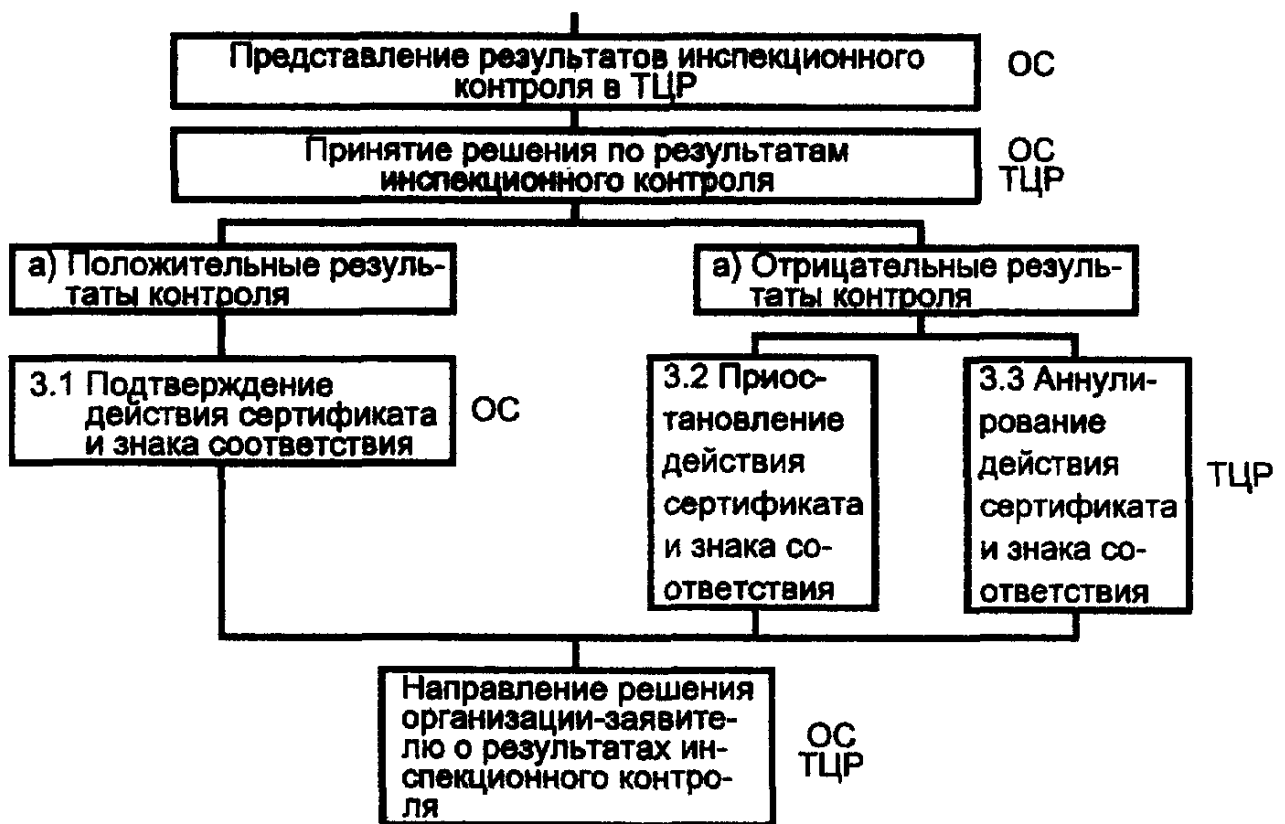 Представление результатов инспекционного
контроля в ТЦР
ОС
Принятие решения по результатам
инспекционного контроля
ОС
ТЦР
а) Положительные резуль-
таты контроля
а) Отрицательные резуль-
таты контроля
3.1 Подтверждение
действия сертификата
и знака соответствия
ОС
3.2 Приос-
тановление
действия
сертификата
и знака со-
ответствия
3.3 Аннули-
рование
действия
сертификата
и знака со-
ответствия
ТЦР
Направление решения
организации-заявите-
лю о результатах ин-
спекционного контро-
ля
ОС
ТЦР